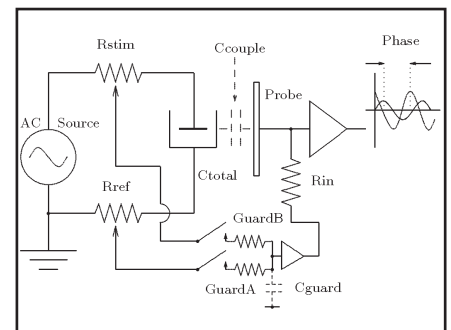 Rstim
Ccouple
Phase
Probe
AC Source
Ctotal
Rref
Rin
GuardB
GuardA
Cguard